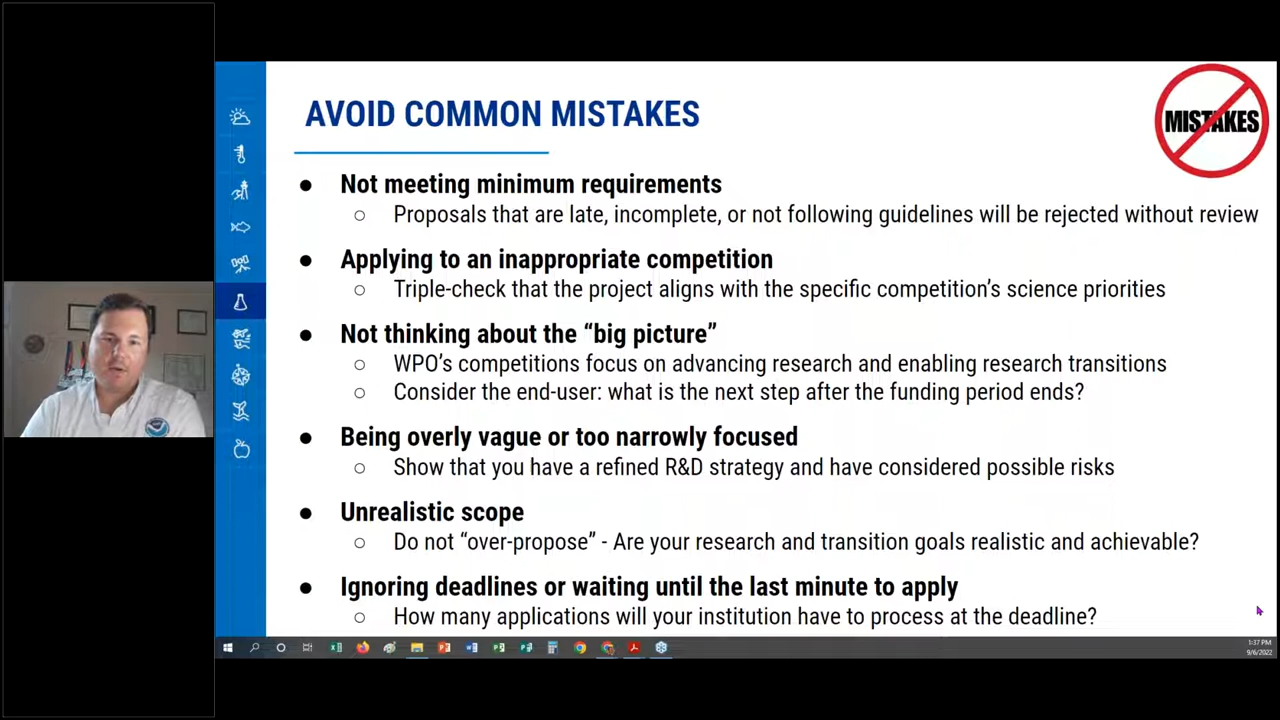 AVOID COMMON MISTAKES
MISTAKES
● Not meeting minimum requirements
○ Proposals that are late, incomplete, or not following guidelines will be rejected without review
● Applying to an inappropriate competition
○ Triple-check that the project aligns with the specific competition’s science priorities
● Not thinking about the “big picture”
○ WPO’s competitions focus on advancing research and enabling research transitions
○ Consider the end-user: what is the next step after the funding period ends?
● Being overly vague or too narrowly focused
○ Show that you have a refined R&D strategy and have considered possible risks
● Unrealistic scope
○ Do not “over-propose” - Are your research and transition goals realistic and achievable?
● Ignoring deadlines or waiting until the last minute to apply
○ How many applications will your institution have to process at the deadline?
1:37 PM
9/6/2022